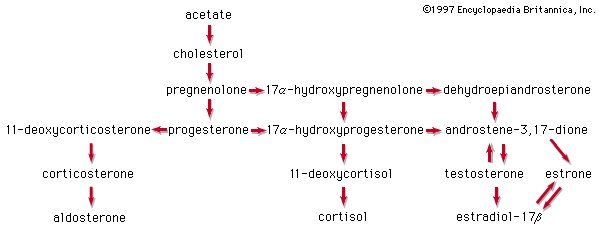 ©1997 Encyclopaedia Britannica, Inc.
acetate
cholesterol
pregnenolone 17α-hydroxypregnenolone dehydroepiandrosterone
11-deoxycorticosterone progesterone 17α-hydroxyprogesterone androstene-3,17-dione
corticosterone 11-deoxycortisol testosterone estrone
aldosterone cortisol estradiol-17β